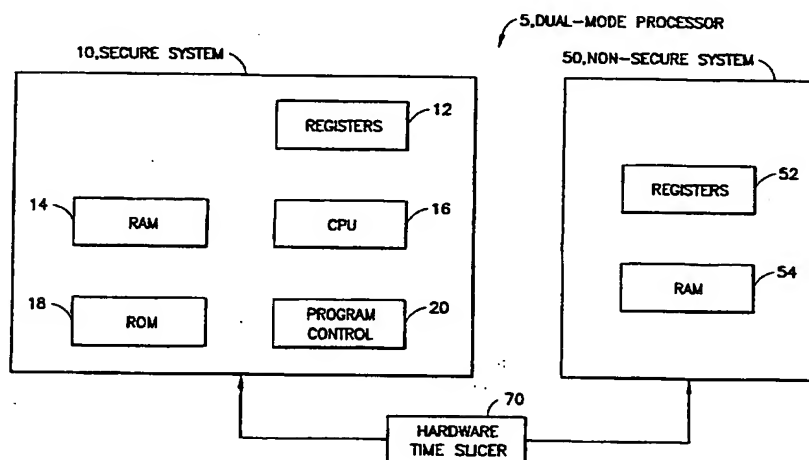 5,DUAL-MODE PROCESSOR
10,SECURE SYSTEM
50,NON-SECURE SYSTEM
12
REGISTERS
52
REGISTERS
14
RAM
16
CPU
54
RAM
18
ROM
20
PROGRAM
CONTROL
70
HARDWARE
TIME SLICER